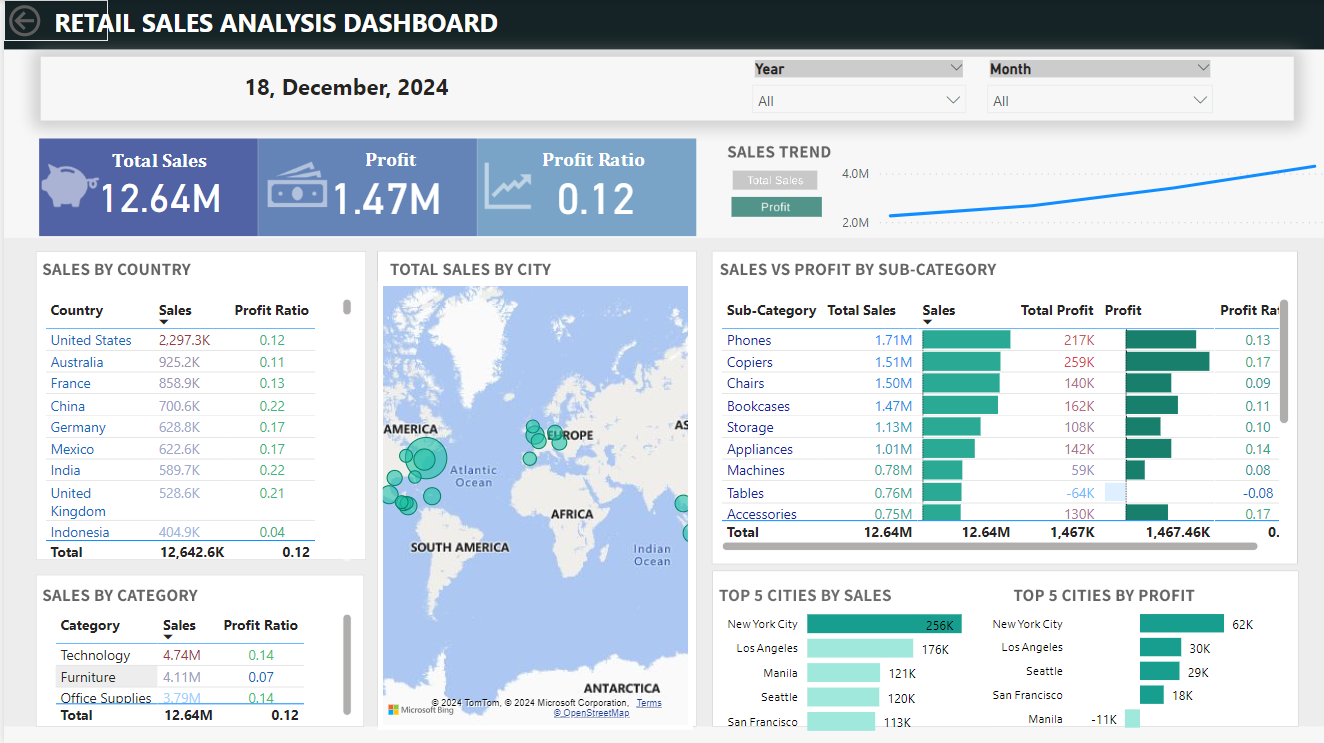 RETAIL SALES ANALYSIS DASHBOARD
18, December, 2024
Year
All
Month
All
Total Sales
12.64M
Profit
1.47M
Profit Ratio
0.12
SALES TREND
Total Sales
Profit
4.0M
2.0M
SALES BY COUNTRY
Country Sales Profit Ratio
United States 2,297.3K 0.12
Australia 925.2K 0.11
France 858.9K 0.13
China 700.6K 0.22
Germany 628.8K 0.17
Mexico 622.6K 0.17
India 589.7K 0.22
United Kingdom 528.6K 0.21
Indonesia 404.9K 0.04
Total 12,642.6K 0.12
SALES BY CATEGORY
Category Sales Profit Ratio
Technology 4.74M 0.14
Furniture 4.11M 0.07
Office Supplies 3.79M 0.14
Total 12.64M 0.12
TOTAL SALES BY CITY
AMERICA
EUROPE
AS
Atlantic
Ocean
AFRICA
SOUTH AMERICA
Indian
Ocean
ANTARCTICA
Microsoft Bing
© 2024 TomTom, © 2024 Microsoft Corporation, Terms
© OpenStreetMap
SALES VS PROFIT BY SUB-CATEGORY
Sub-Category Total Sales Sales Total Profit Profit Profit Rat
Phones 1.71M 217K 0.13
Copiers 1.51M 259K 0.17
Chairs 1.50M 140K 0.09
Bookcases 1.47M 162K 0.11
Storage 1.13M 108K 0.10
Appliances 1.01M 142K 0.14
Machines 0.78M 59K 0.08
Tables 0.76M -64K -0.08
Accessories 0.75M 130K 0.17
Total 12.64M 12.64M 1,467K 1,467.46K 0.
TOP 5 CITIES BY SALES
New York City 256K
Los Angeles 176K
Manila 121K
Seattle 120K
San Francisco 113K
TOP 5 CITIES BY PROFIT
New York City 62K
Los Angeles 30K
Seattle 29K
San Francisco 18K
Manila -11K